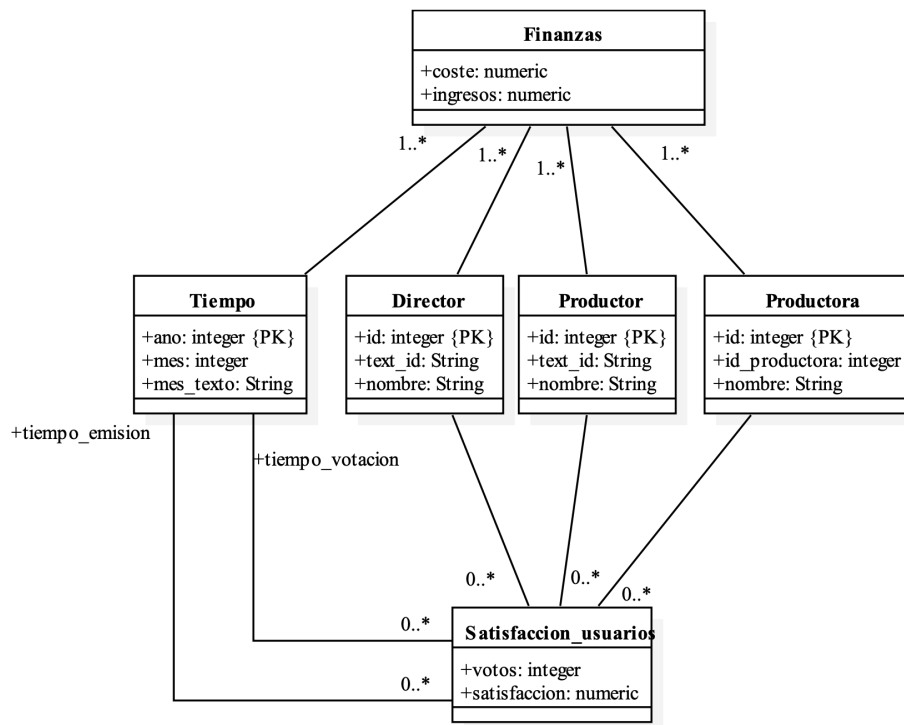 Finanzas
+coste: numeric
+ingresos: numeric
1..*
1..*
1..*
1..*
Tiempo
+ano: integer {PK}
+mes: integer
+mes_texto: String
Director
+id: integer {PK}
+text_id: String
+nombre: String
Productor
+id: integer {PK}
+text_id: String
+nombre: String
Productora
+id: integer {PK}
+id_productora: integer
+nombre: String
+tiempo_emision
+tiempo_votacion
0..*
0..*
0..*
0..*
0..*
Satisfaccion_usuarios
+votos: integer
+satisfaccion: numeric